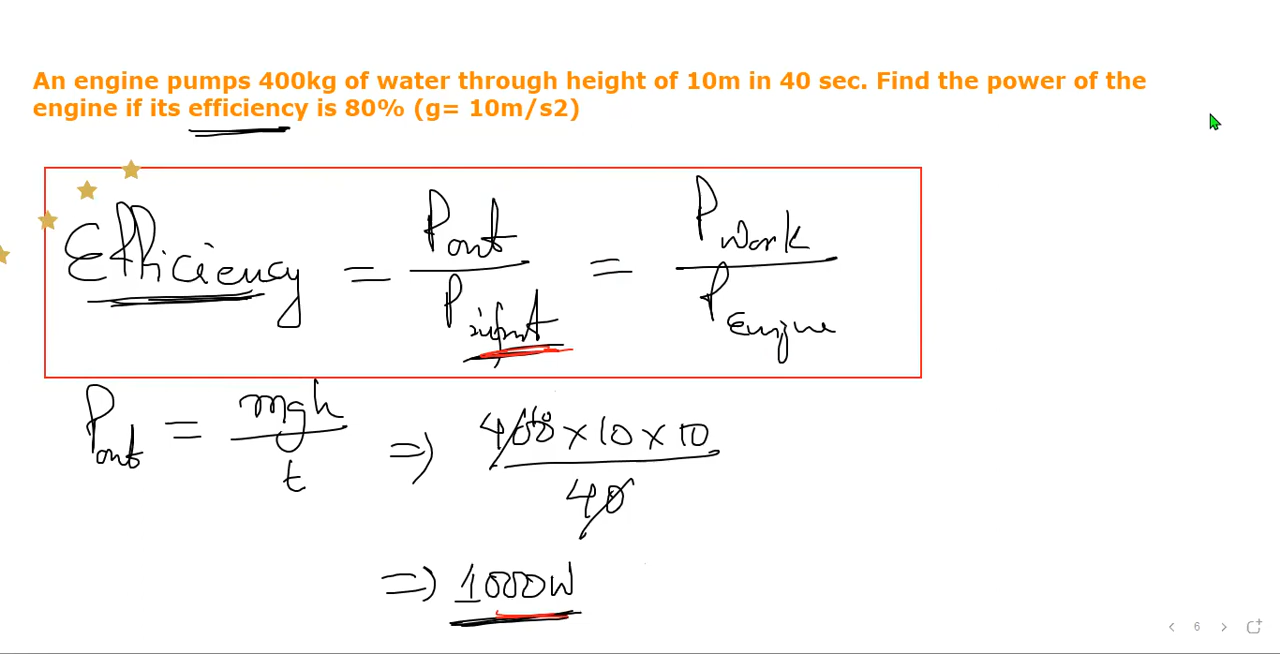 An engine pumps 400kg of water through height of 10m in 40 sec. Find the power of the
engine if its efficiency is 80% (g= 10m/s2)
Efficiency = Pout / Pinput = Pwork / PEngine
Pout = mgh / t => 400 10 × 10 × 10 / 40
=> 1000W
6